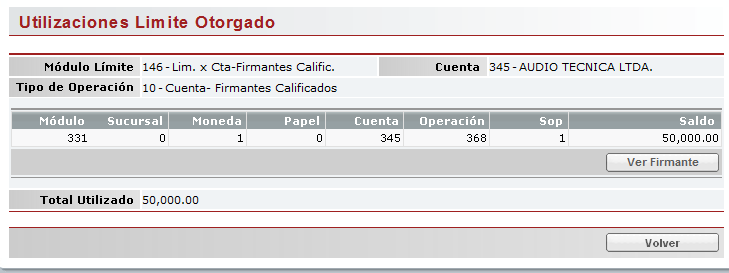 Utilizaciones Limite Otorgado
Módulo Límite 146 - Lim. x Cta-Firmantes Calific. Cuenta 345 - AUDIO TECNICA LTDA.
Tipo de Operación 10 - Cuenta- Firmantes Calificados
Módulo Sucursal Moneda Papel Cuenta Operación Sop Saldo
331 0 1 0 345 368 1 50,000.00
Ver Firmante
Total Utilizado 50,000.00
Volver